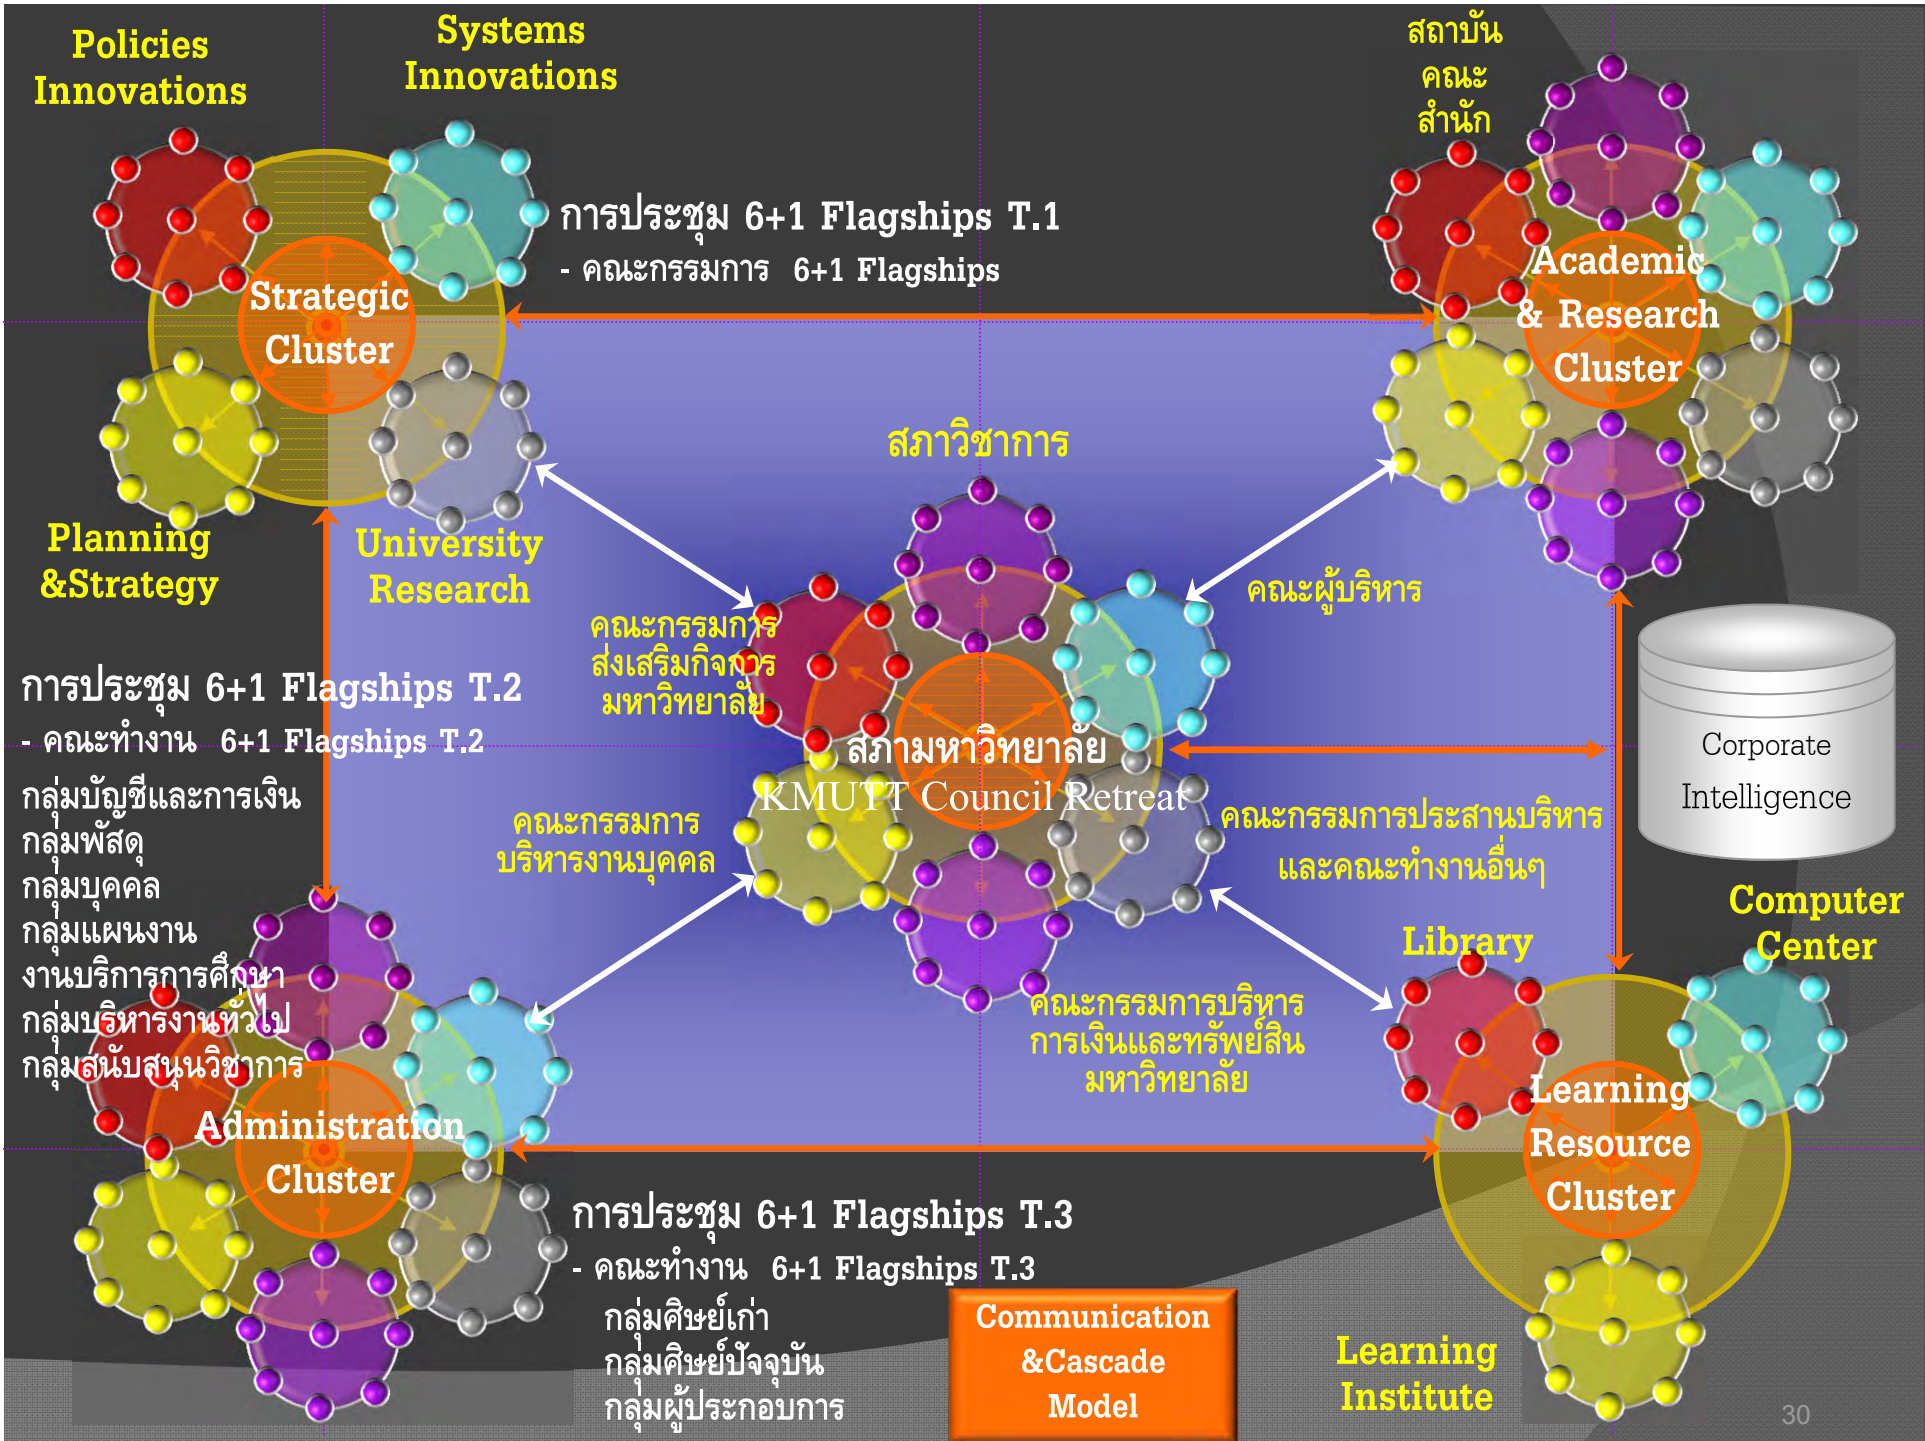 Policies
Innovations
Systems
Innovations
สถาบัน
คณะ
สำนัก
การประชุม 6+1 Flagships T.1
- คณะกรรมการ 6+1 Flagships
Strategic
Cluster
Academic
& Research
Cluster
Planning
&Strategy
University
Research
สภาวิชาการ
คณะกรรมการ
ส่งเสริมกิจการ
มหาวิทยาลัย
คณะผู้บริหาร
การประชุม 6+1 Flagships T.2
- คณะทำงาน 6+1 Flagships T.2
กลุ่มบัญชีและการเงิน
กลุ่มพัสดุ
กลุ่มบุคคล
กลุ่มแผนงาน
งานบริการการศึกษา
กลุ่มบริหารงานทั่วไป
กลุ่มสนับสนุนวิชาการ
สภามหาวิทยาลัย
KMUTT Council Retreat
Corporate
Intelligence
คณะกรรมการ
บริหารงานบุคคล
คณะกรรมการประสานบริหาร
และคณะทำงานอื่นๆ
คณะกรรมการบริหาร
การเงินและทรัพย์สิน
มหาวิทยาลัย
Library
Computer
Center
Administration
Cluster
Learning
Resource
Cluster
การประชุม 6+1 Flagships T.3
- คณะทำงาน 6+1 Flagships T.3
กลุ่มศิษย์เก่า
กลุ่มศิษย์ปัจจุบัน
กลุ่มผู้ประกอบการ
Communication
&Cascade
Model
Learning
Institute
30